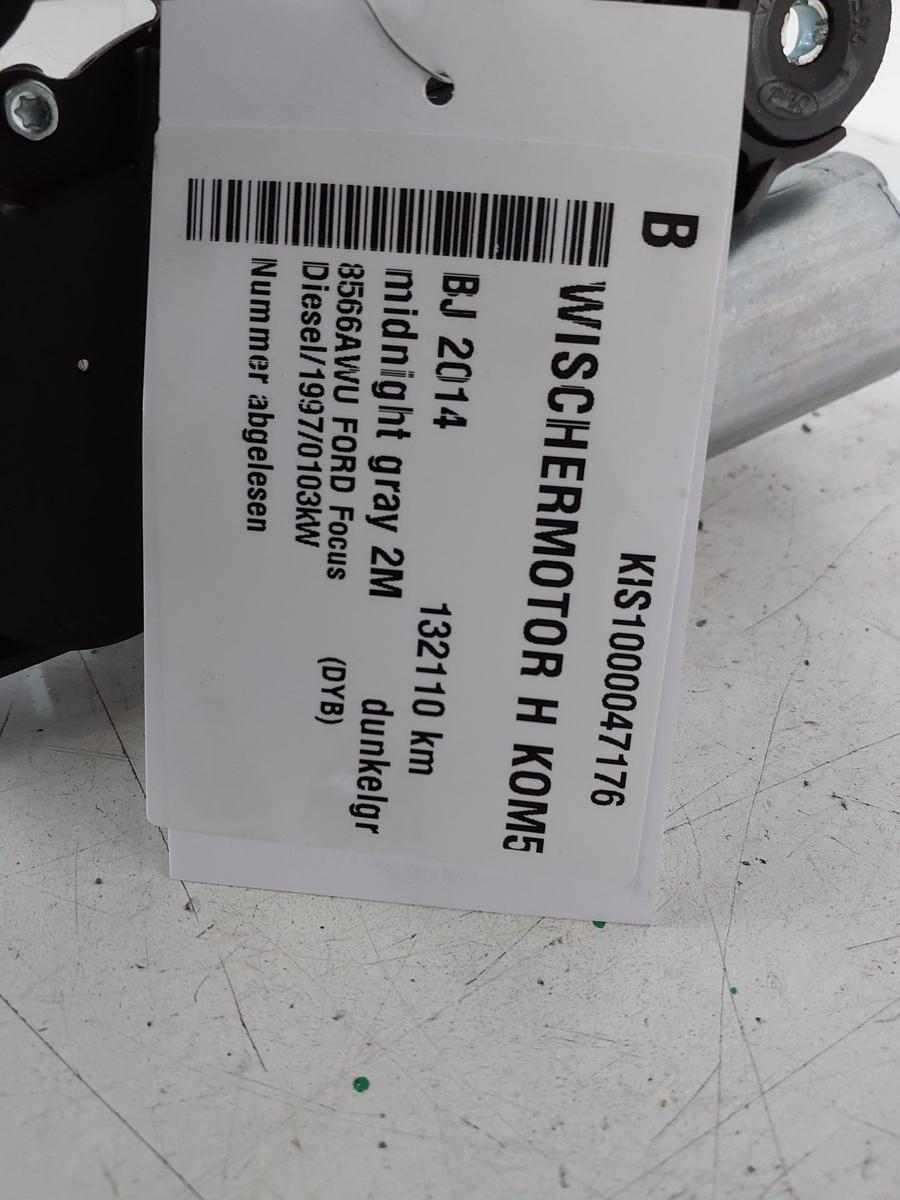 B KIS1000047176
WISCHERMOTOR H KOM5
BJ 2014 132110 km
midnight gray 2M dunkelgr
8566AWU FORD Focus (DYB)
Diesel/1997/0103kW
Nummer abgelesen